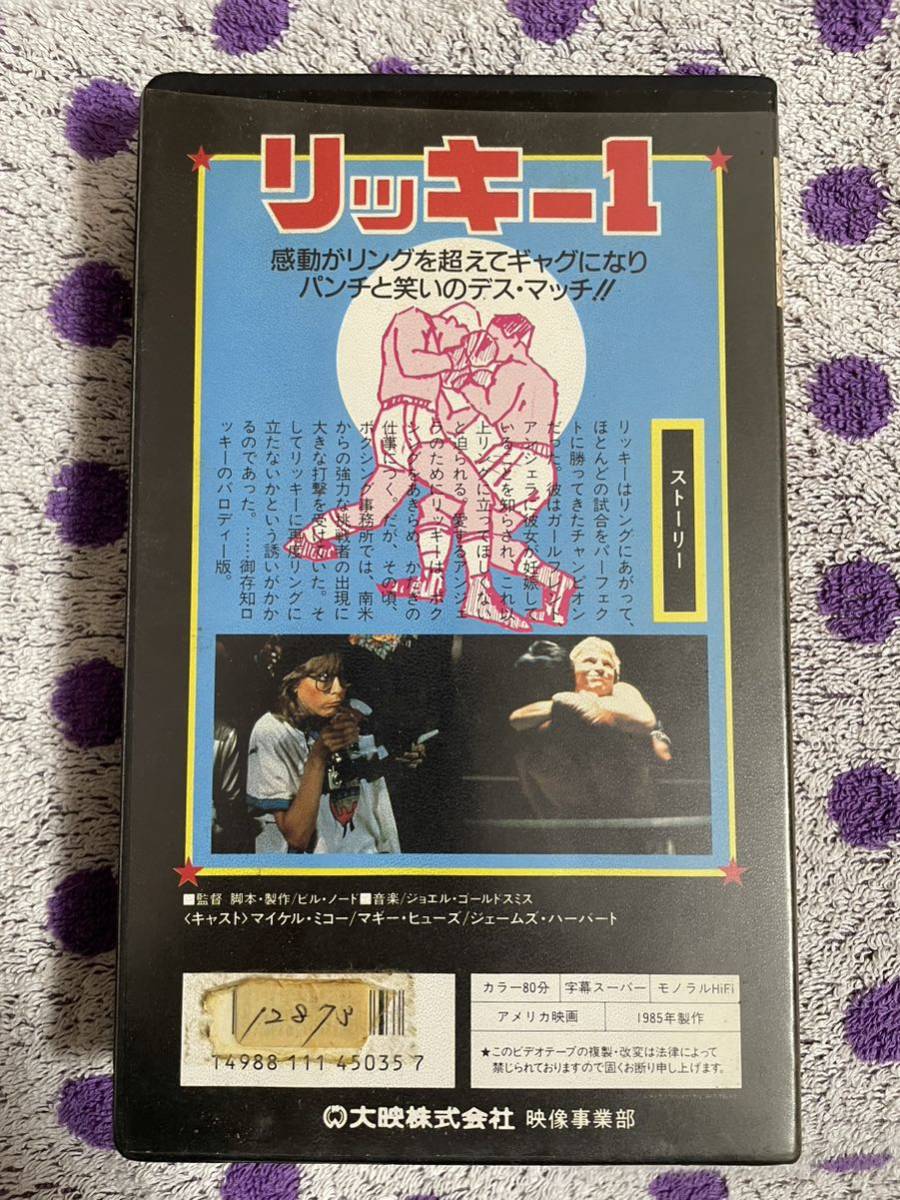 リッキー1
感動がリングを超えてギャグになり
パンチと笑いのデス・マッチ!!
ストーリー
リッキーはリングにあがって、
ほとんどの試合をパーフェク
トに勝ってきたチャンピオン
だった。彼はガールフレンド
アンジェラに彼女が妊娠して
いることを知らされ、これ以
上リングに立ってほしくない
と迫られる。愛するアンジェ
ラのためにリッキーは、ボク
シングをあきらめ、かたぎの
仕事につく。だが、その頃、
ボクシング事務所では、南米
からの強力な挑戦者の出現に
大きな打撃を受けていた。そ
してリッキーに再度リングに
立たないかという誘いがかか
るのであった。……御存知ロ
ッキーのパロディー版。
■監督 脚本・製作/ビル・ノード■音楽/ジョエル・ゴールドスミス
〈キャスト〉マイケル・ミコー/マギー・ヒューズ/ジェームズ・ハーバート
12873
14988 111 45035 7
カラー80分 字幕スーパー モノラルHiFi
アメリカ映画 1985年製作
★このビデオテープの複製・改変は法律によって
禁じられておりますので固くお断り申し上げます。
大映株式会社 映像事業部